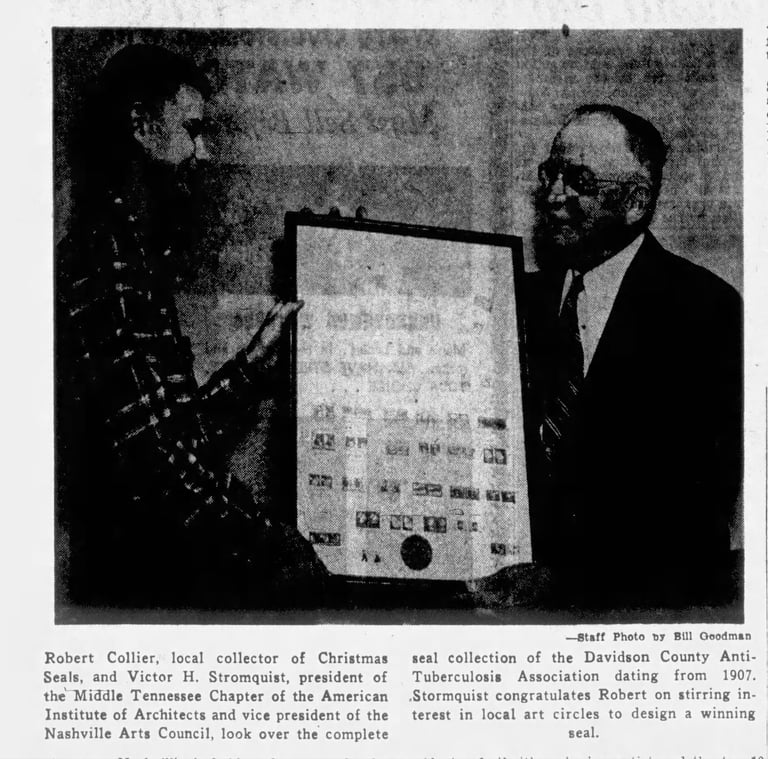 —Staff Photo by Bill Goodman
Robert Collier, local collector of Christmas
Seals, and Victor H. Stromquist, president of
the Middle Tennessee Chapter of the American
Institute of Architects and vice president of the
Nashville Arts Council, look over the complete
seal collection of the Davidson County Anti-
Tuberculosis Association dating from 1907.
Stormquist congratulates Robert on stirring in-
terest in local art circles to design a winning
seal.